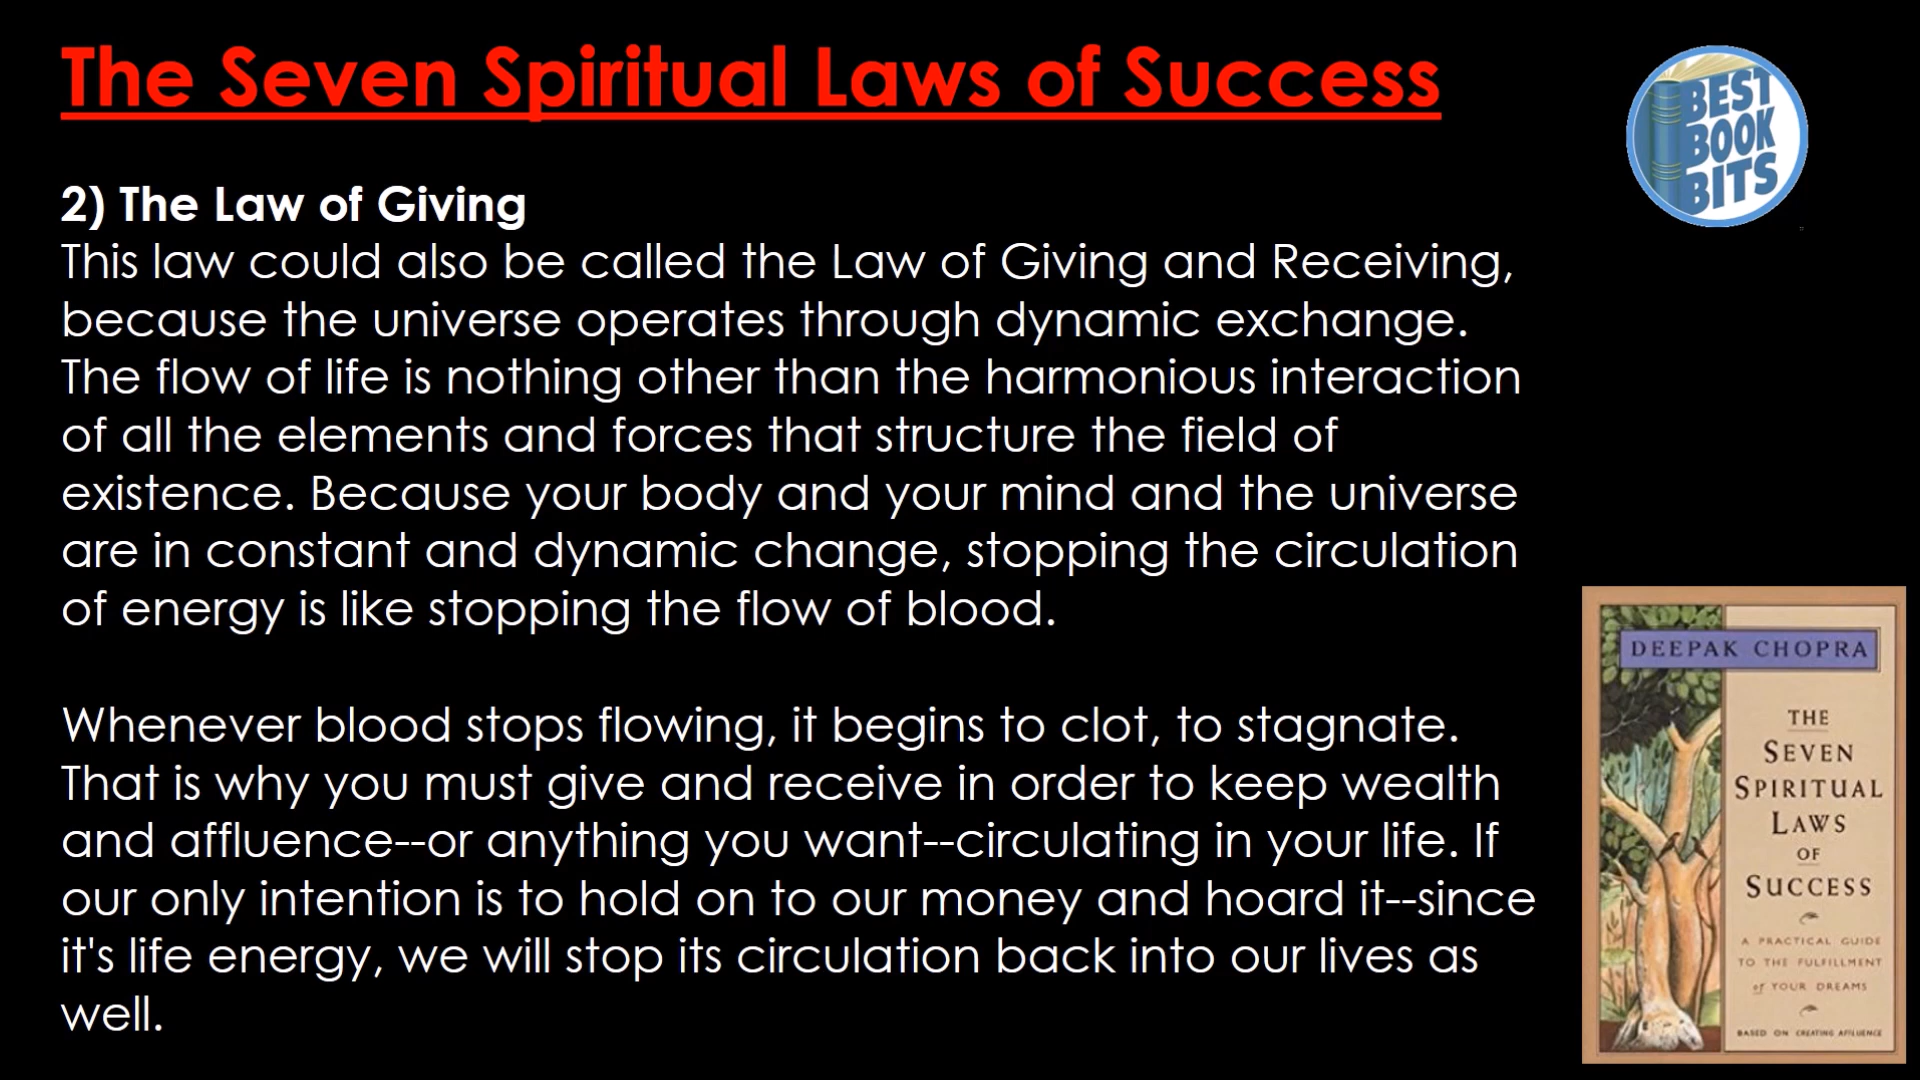 The Seven Spiritual Laws of Success
BEST
BOOK
BITS
2) The Law of Giving
This law could also be called the Law of Giving and Receiving,
because the universe operates through dynamic exchange.
The flow of life is nothing other than the harmonious interaction
of all the elements and forces that structure the field of
existence. Because your body and your mind and the universe
are in constant and dynamic change, stopping the circulation
of energy is like stopping the flow of blood.
Whenever blood stops flowing, it begins to clot, to stagnate.
That is why you must give and receive in order to keep wealth
and affluence--or anything you want--circulating in your life. If
our only intention is to hold on to our money and hoard it--since
it's life energy, we will stop its circulation back into our lives as
well.
DEEPAK CHOPRA
THE
SEVEN
SPIRITUAL
LAWS
OF
SUCCESS
A PRACTICAL GUIDE
TO THE FULFILLMENT
of YOUR DREAMS
BASED ON CREATING AFFLUENCE